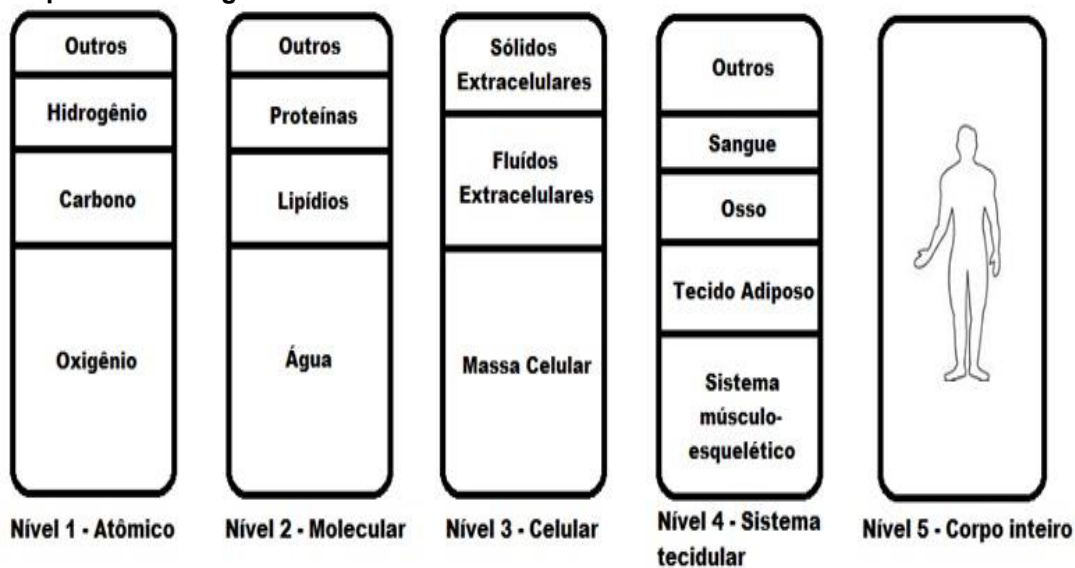 Outros
Hidrogênio
Carbono
Oxigênio
Nível 1 - Atômico
Outros
Proteínas
Lipídios
Água
Nível 2 - Molecular
Sólidos
Extracelulares
Fluídos
Extracelulares
Massa Celular
Nível 3 - Celular
Outros
Sangue
Osso
Tecido Adiposo
Sistema
músculo-
esquelético
Nível 4 - Sistema
tecidular
Nível 5 - Corpo inteiro